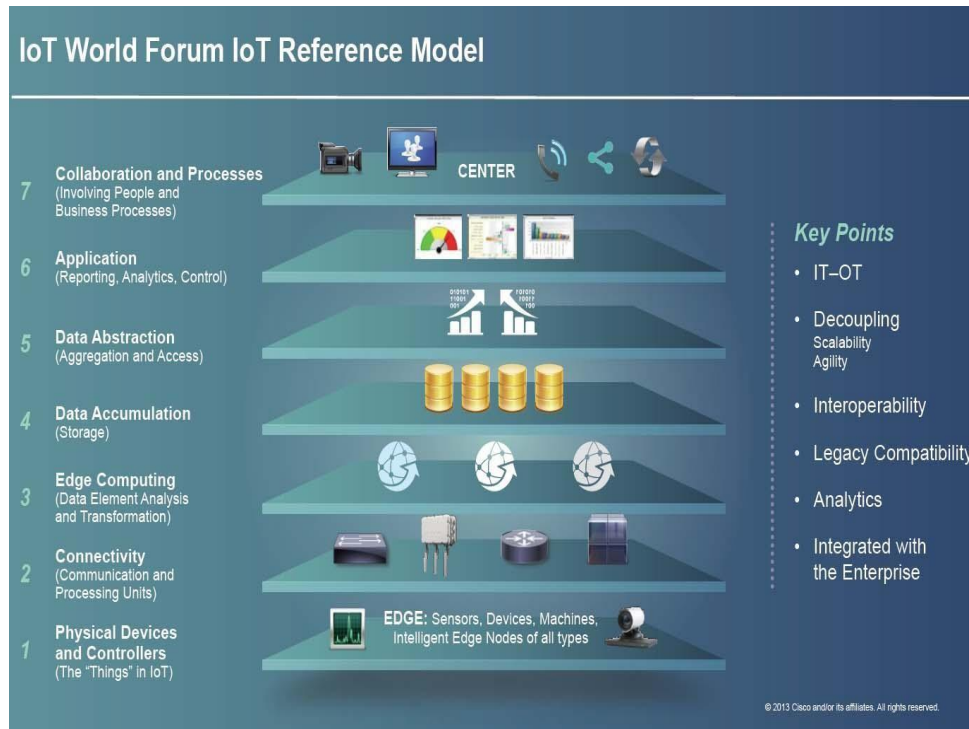 IoT World Forum IoT Reference Model
7
Collaboration and Processes
(Involving People and
Business Processes)
CENTER
6
Application
(Reporting, Analytics, Control)
5
Data Abstraction
(Aggregation and Access)
010101
11001
001
4
Data Accumulation
(Storage)
3
Edge Computing
(Data Element Analysis
and Transformation)
2
Connectivity
(Communication and
Processing Units)
1
Physical Devices
and Controllers
(The “Things” in IoT)
EDGE: Sensors, Devices, Machines,
Intelligent Edge Nodes of all types
Key Points
• IT–OT
• Decoupling
Scalability
Agility
• Interoperability
• Legacy Compatibility
• Analytics
• Integrated with
the Enterprise
© 2013 Cisco and/or its affiliates. All rights reserved.